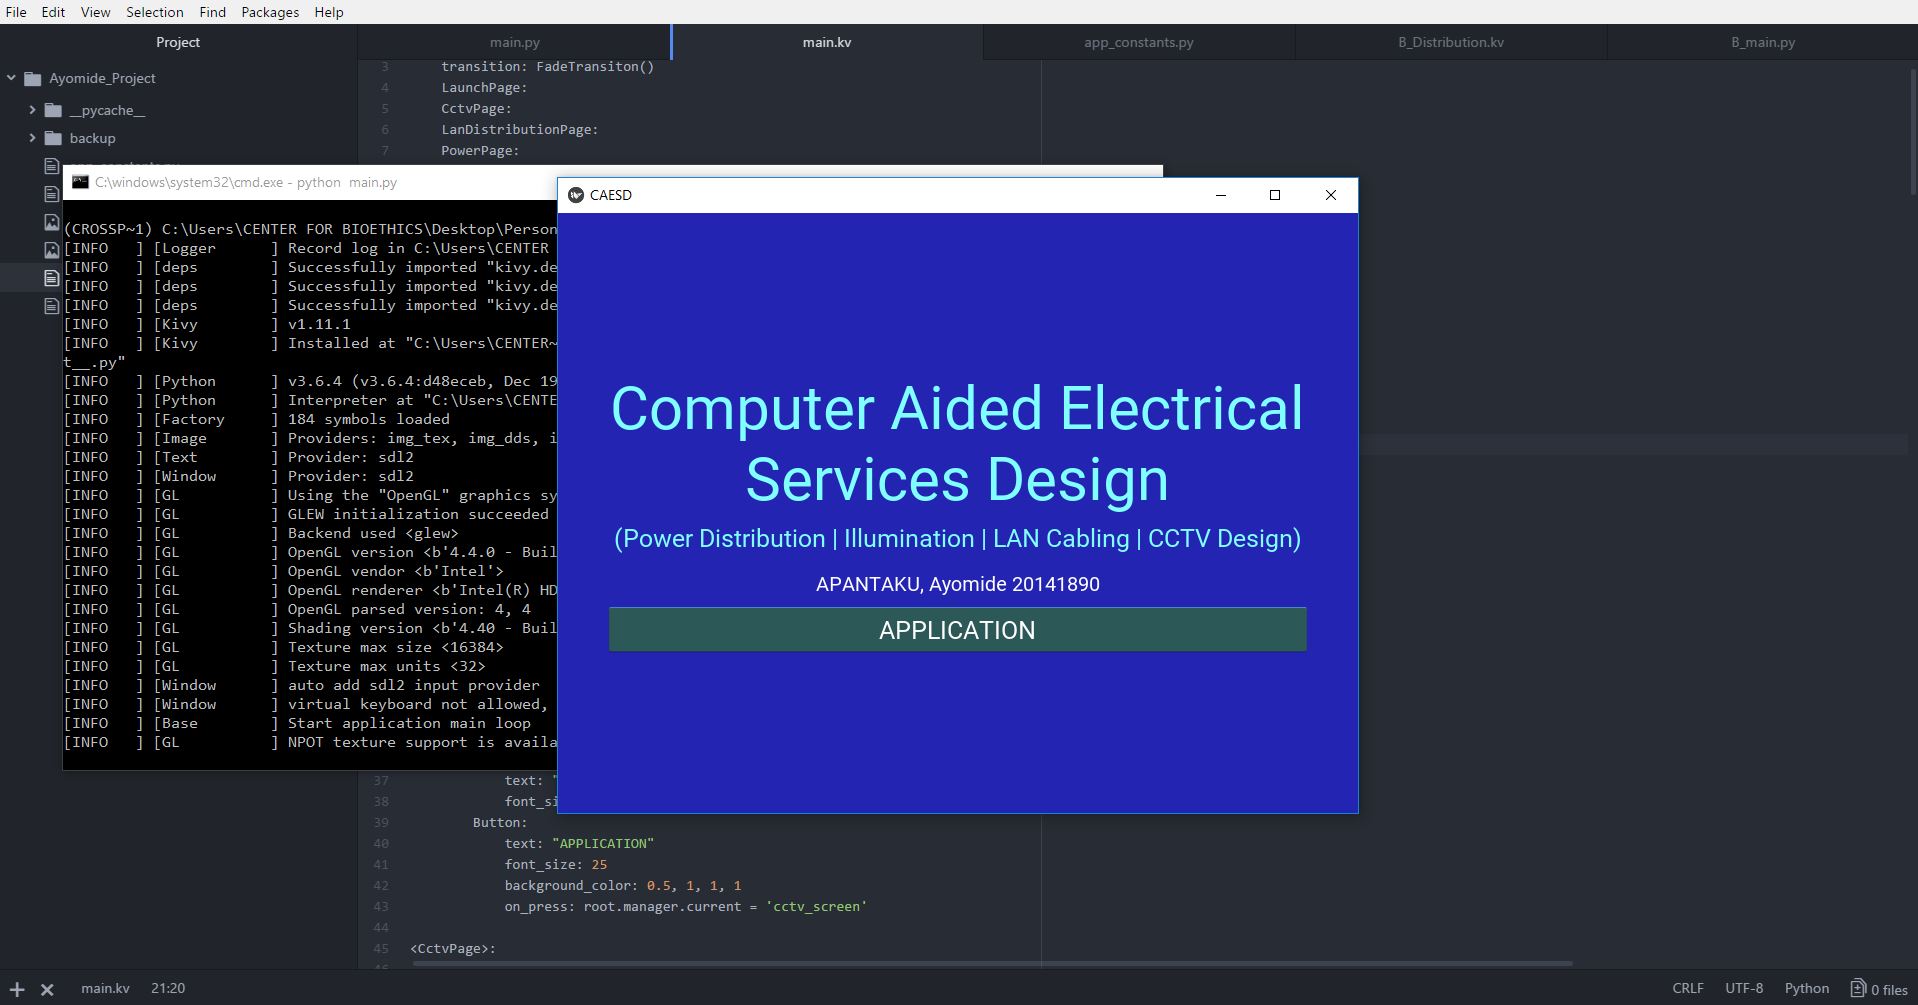 File Edit View Selection Find Packages Help
Project
main.py main.kv app_constants.py B_Distribution.kv B_main.py
Ayomide_Project
__pycache__
backup
3 transition: FadeTransiton()
4 LaunchPage:
5 CctvPage:
6 LanDistributionPage:
7 PowerPage:
C:\windows\system32\cmd.exe - python main.py
(CROSSP~1) C:\Users\CENTER FOR BIOETHICS\Desktop\Person
[INFO   ] [Logger      ] Record log in C:\Users\CENTER
[INFO   ] [deps        ] Successfully imported "kivy.de
[INFO   ] [deps        ] Successfully imported "kivy.de
[INFO   ] [deps        ] Successfully imported "kivy.de
[INFO   ] [Kivy        ] v1.11.1
[INFO   ] [Kivy        ] Installed at "C:\Users\CENTER~
t__.py"
[INFO   ] [Python      ] v3.6.4 (v3.6.4:d48eceb, Dec 19
[INFO   ] [Python      ] Interpreter at "C:\Users\CENTE
[INFO   ] [Factory     ] 184 symbols loaded
[INFO   ] [Image       ] Providers: img_tex, img_dds, i
[INFO   ] [Text        ] Provider: sdl2
[INFO   ] [Window      ] Provider: sdl2
[INFO   ] [GL          ] Using the "OpenGL" graphics sy
[INFO   ] [GL          ] GLEW initialization succeeded
[INFO   ] [GL          ] Backend used <glew>
[INFO   ] [GL          ] OpenGL version <b'4.4.0 - Buil
[INFO   ] [GL          ] OpenGL vendor <b'Intel'>
[INFO   ] [GL          ] OpenGL renderer <b'Intel(R) HD
[INFO   ] [GL          ] OpenGL parsed version: 4, 4
[INFO   ] [GL          ] Shading version <b'4.40 - Buil
[INFO   ] [GL          ] Texture max size <16384>
[INFO   ] [GL          ] Texture max units <32>
[INFO   ] [Window      ] auto add sdl2 input provider
[INFO   ] [Window      ] virtual keyboard not allowed,
[INFO   ] [Base        ] Start application main loop
[INFO   ] [GL          ] NPOT texture support is availa
CAESD
Computer Aided Electrical
Services Design
(Power Distribution | Illumination | LAN Cabling | CCTV Design)
APANTAKU, Ayomide 20141890
APPLICATION
37 text: "
38 font_si
39 Button:
40 text: "APPLICATION"
41 font_size: 25
42 background_color: 0.5, 1, 1, 1
43 on_press: root.manager.current = 'cctv_screen'
44
45 <CctvPage>:
main.kv 21:20 CRLF UTF-8 Python 0 files